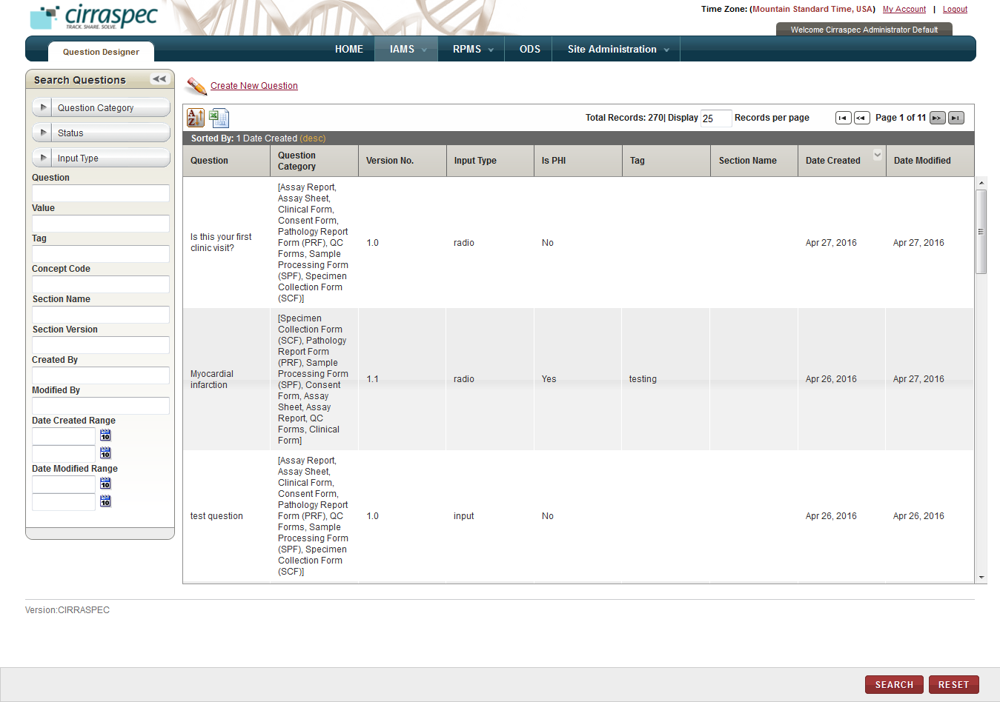 cirraspec
TRACK. SHARE. SOLVE.
Time Zone: (Mountain Standard Time, USA) My Account | Logout
Welcome Cirraspec Administrator Default
Question Designer
HOME IAMS RPMS ODS Site Administration
Search Questions
Question Category
Status
Input Type
Question
Value
Tag
Concept Code
Section Name
Section Version
Created By
Modified By
Date Created Range
10
10
Date Modified Range
10
10
Create New Question
A
Z
Total Records: 270| Display 25 Records per page Page 1 of 11
Sorted By: 1 Date Created (desc)
Question
Question
Category
Version No.
Input Type
Is PHI
Tag
Section Name
Date Created
Date Modified
Is this your first
clinic visit?
[Assay Report,
Assay Sheet,
Clinical Form,
Consent Form,
Pathology Report
Form (PRF), QC
Forms, Sample
Processing Form
(SPF), Specimen
Collection Form
(SCF)]
1.0
radio
No
Apr 27, 2016
Apr 27, 2016
Myocardial
infarction
[Specimen
Collection Form
(SCF), Pathology
Report Form
(PRF), Sample
Processing Form
(SPF), Consent
Form, Assay
Sheet, Assay
Report, QC
Forms, Clinical
Form]
1.1
radio
Yes
testing
Apr 26, 2016
Apr 27, 2016
test question
[Assay Report,
Assay Sheet,
Clinical Form,
Consent Form,
Pathology Report
Form (PRF), QC
Forms, Sample
Processing Form
(SPF), Specimen
Collection Form
(SCF)]
1.0
input
No
Apr 26, 2016
Apr 26, 2016
Version:CIRRASPEC
SEARCH RESET